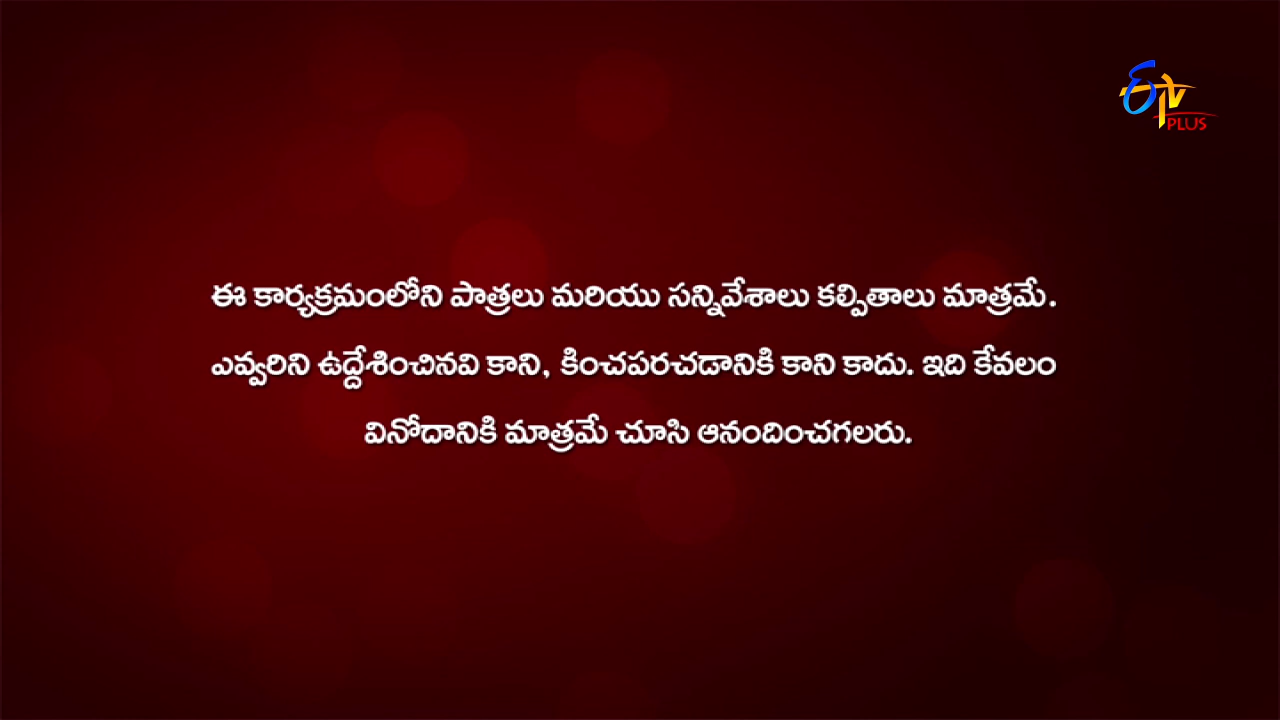 ETV
PLUS
ఈ కార్యక్రమంలోని పాత్రలు మరియు సన్నివేశాలు కల్పితాలు మాత్రమే.
ఎవ్వరిని ఉద్దేశించినవి కాని, కించపరచడానికి కాని కాదు. ఇది కేవలం
వినోదానికి మాత్రమే చూసి ఆనందించగలరు.